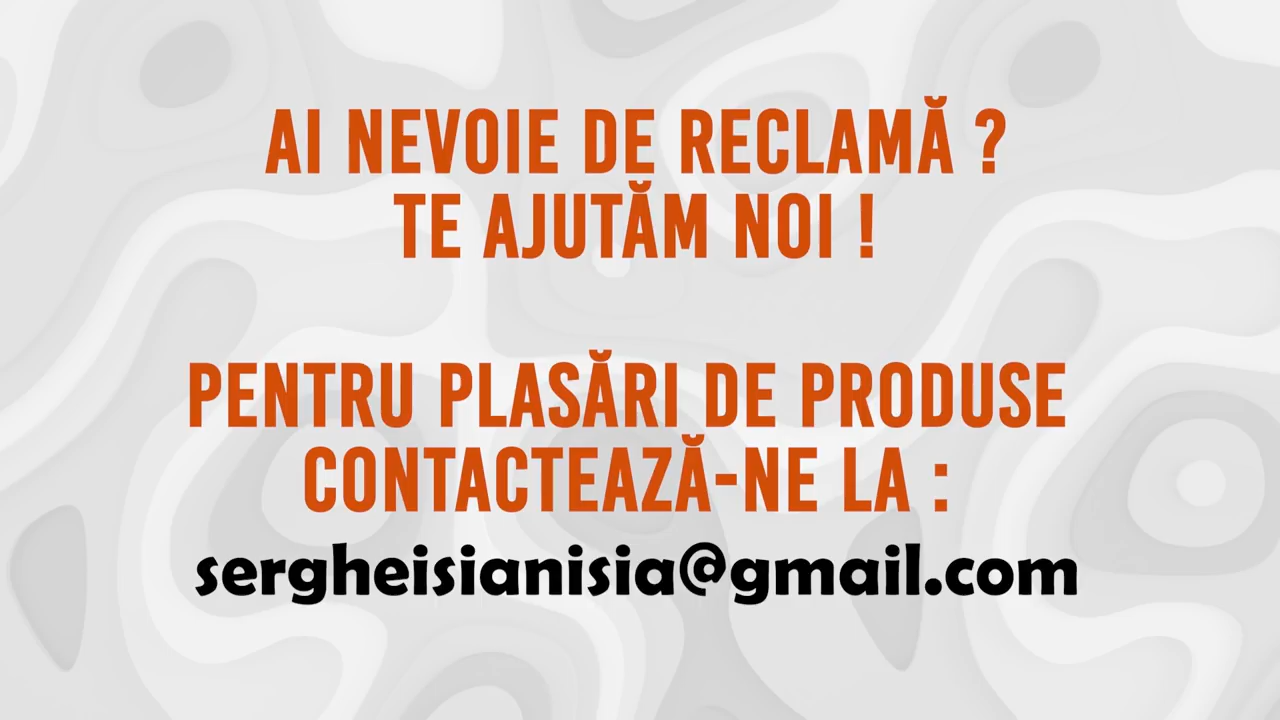 AI NEVOIE DE RECLAMĂ ?
TE AJUTĂM NOI !
PENTRU PLASĂRI DE PRODUSE
CONTACTEAZĂ-NE LA :
sergheisianisia@gmail.com